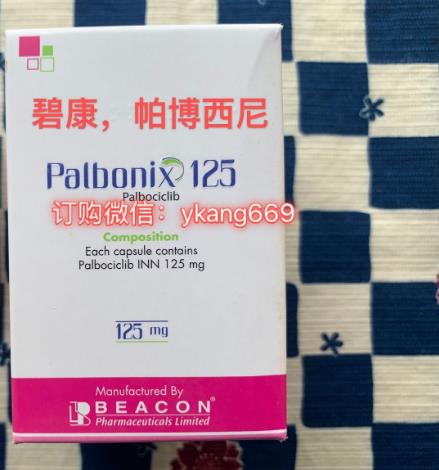 碧康，帕博西尼
Palbonix 125
Palbociclib
订购微信：ykang669
Composition
Each capsule contains
Palbociclib INN 125 mg
125 mg
Manufactured By
BEACON®
Pharmaceuticals Limited